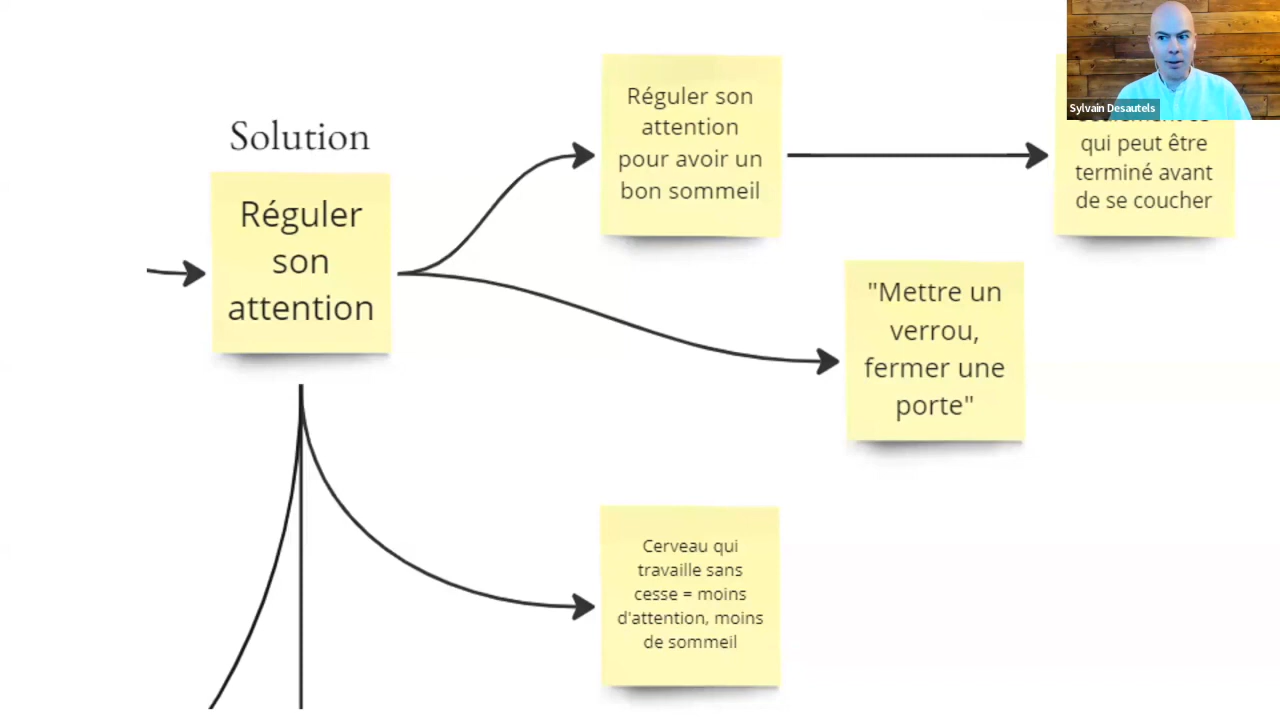 Solution
Réguler
son
attention
Réguler son
attention
pour avoir un
bon sommeil
qui peut être
terminé avant
de se coucher
"Mettre un
verrou,
fermer une
porte"
Cerveau qui
travaille sans
cesse = moins
d'attention, moins
de sommeil
Sylvain Desautels